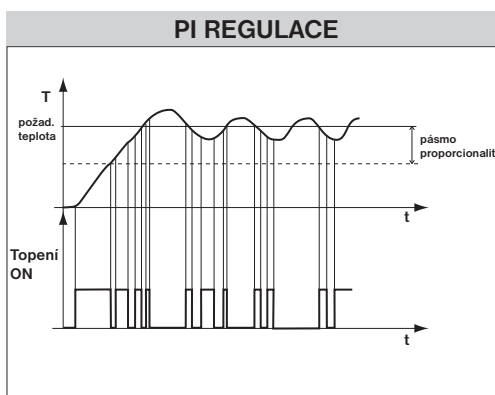 PI REGULACE
T
požad.
teplota
pásmo
proporcionalit
t
Topení
ON
t